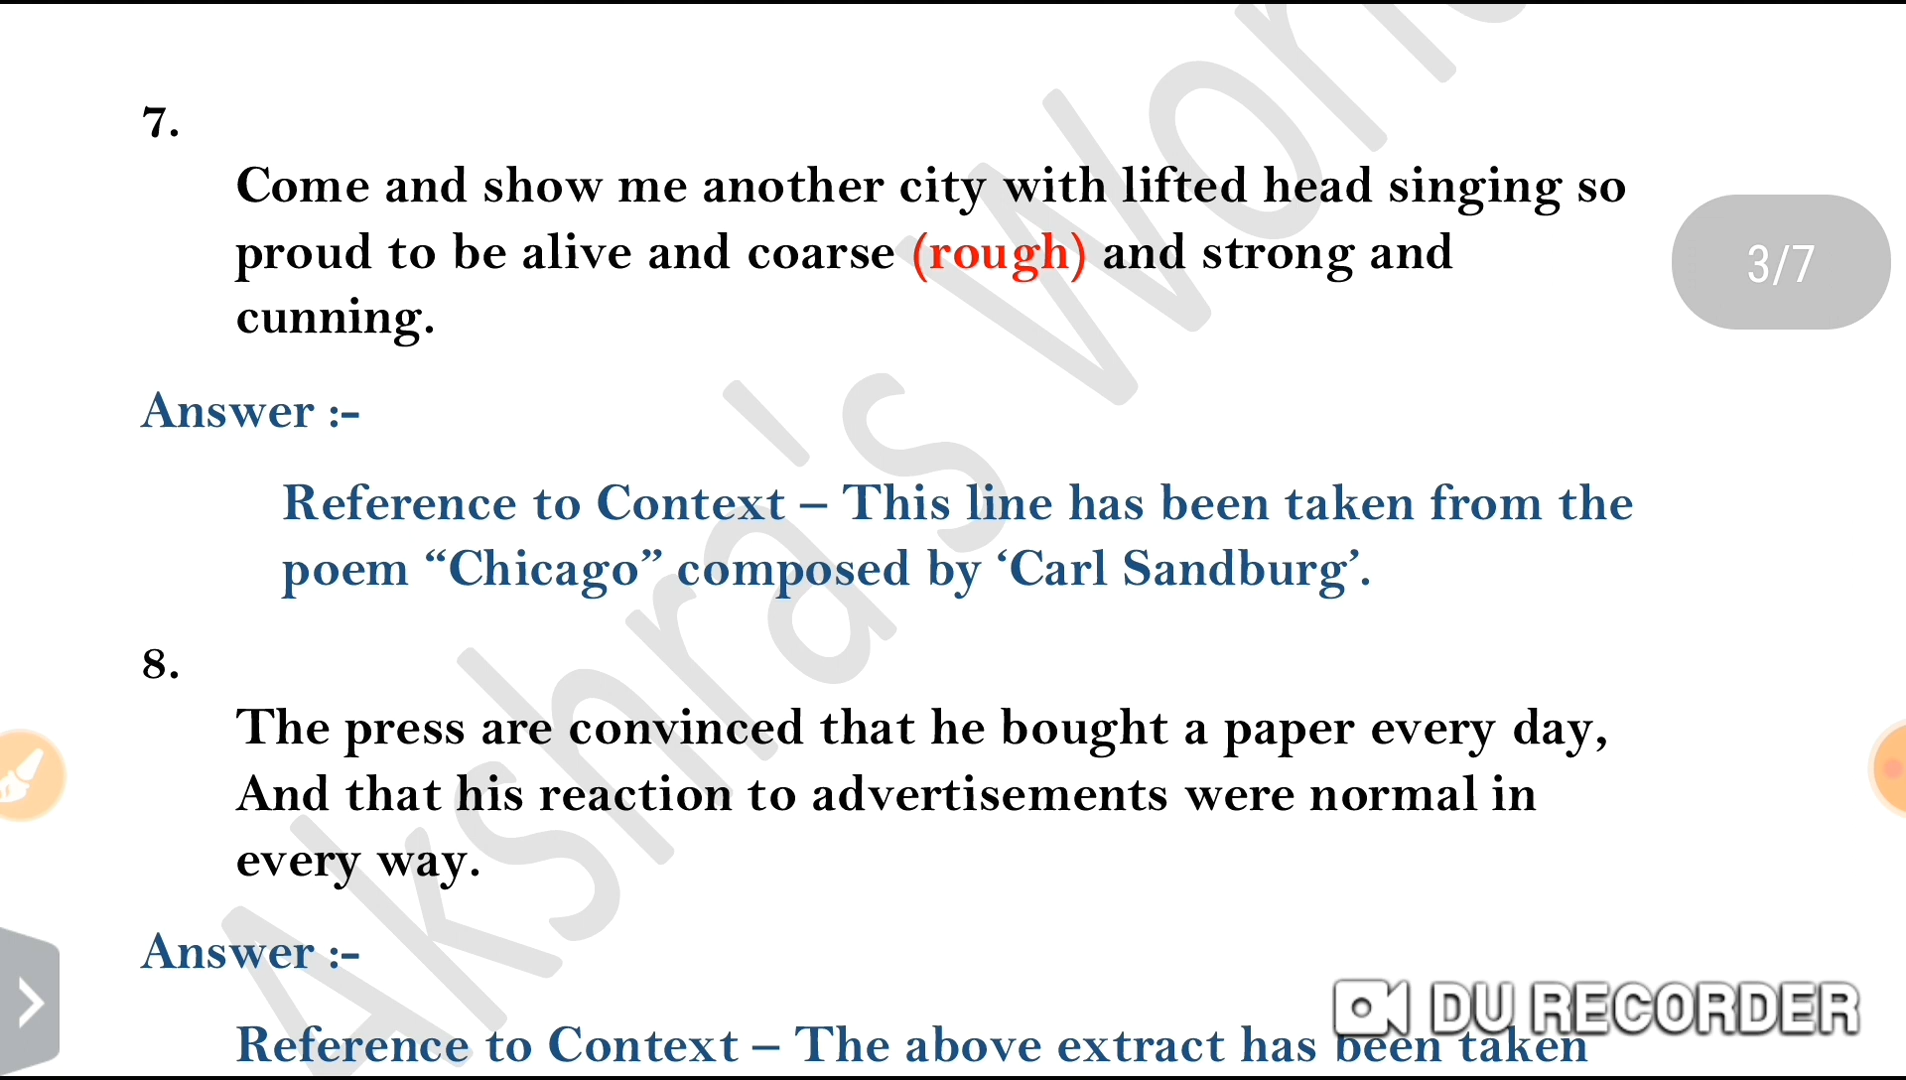 7.
Come and show me another city with lifted head singing so
proud to be alive and coarse (rough) and strong and
cunning.
3/7
Answer :-
Reference to Context – This line has been taken from the
poem “Chicago” composed by ‘Carl Sandburg’.
8.
The press are convinced that he bought a paper every day,
And that his reaction to advertisements were normal in
every way.
Answer :-
Reference to Context – The above extract has been taken
DU RECORDER
Akshra's